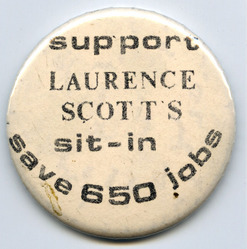 support
LAURENCE
SCOTT'S
sit-in
save 650 jobs